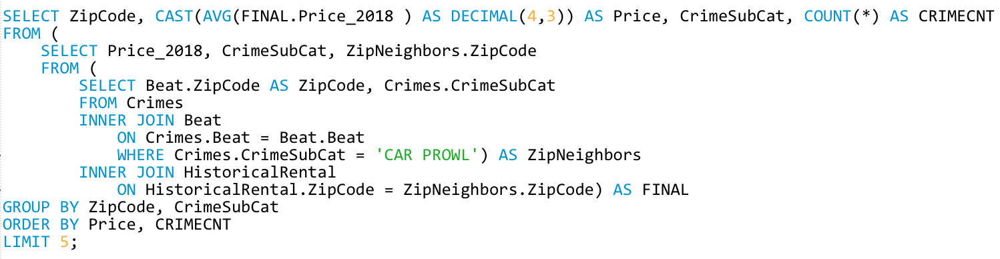 SELECT ZipCode, CAST(AVG(FINAL.Price_2018 ) AS DECIMAL(4,3)) AS Price, CrimeSubCat, COUNT(*) AS CRIMECNT
FROM (
    SELECT Price_2018, CrimeSubCat, ZipNeighbors.ZipCode
    FROM (
        SELECT Beat.ZipCode AS ZipCode, Crimes.CrimeSubCat
        FROM Crimes
        INNER JOIN Beat
            ON Crimes.Beat = Beat.Beat
            WHERE Crimes.CrimeSubCat = 'CAR PROWL') AS ZipNeighbors
        INNER JOIN HistoricalRental
            ON HistoricalRental.ZipCode = ZipNeighbors.ZipCode) AS FINAL
GROUP BY ZipCode, CrimeSubCat
ORDER BY Price, CRIMECNT
LIMIT 5;